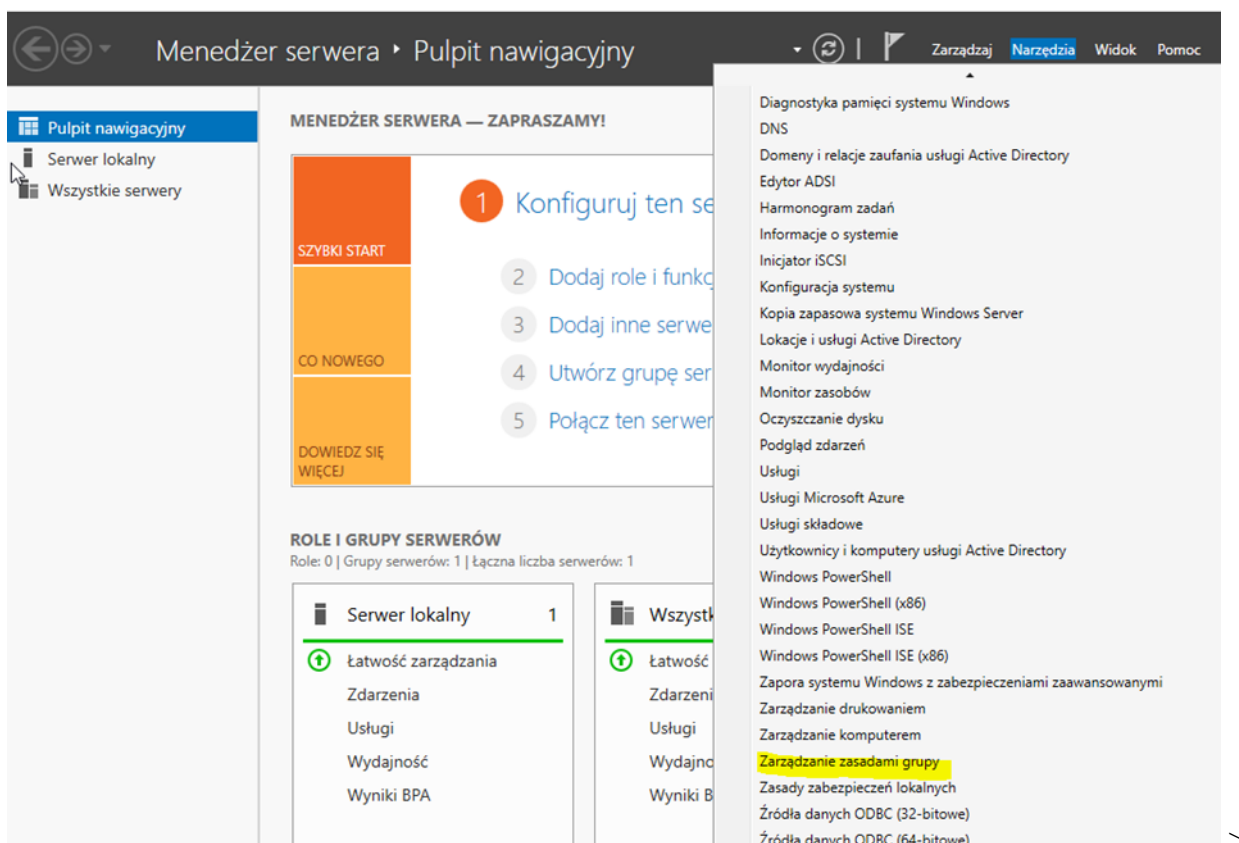 Menedżer serwera ‣ Pulpit nawigacyjny
Zarządzaj Narzędzia Widok Pomoc
Pulpit nawigacyjny
Serwer lokalny
Wszystkie serwery
MENEDŻER SERWERA — ZAPRASZAMY!
SZYBKI START
CO NOWEGO
DOWIEDZ SIĘ
WIĘCEJ
1 Konfiguruj ten se
2 Dodaj role i funkc
3 Dodaj inne serwe
4 Utwórz grupę ser
5 Połącz ten serwer
ROLE I GRUPY SERWERÓW
Role: 0 | Grupy serwerów: 1 | Łączna liczba serwerów: 1
Serwer lokalny 1
Łatwość zarządzania
Zdarzenia
Usługi
Wydajność
Wyniki BPA
Wszystk
Łatwość
Zdarzeni
Usługi
Wydajno
Wyniki B
Diagnostyka pamięci systemu Windows
DNS
Domeny i relacje zaufania usługi Active Directory
Edytor ADSI
Harmonogram zadań
Informacje o systemie
Inicjator iSCSI
Konfiguracja systemu
Kopia zapasowa systemu Windows Server
Lokacje i usługi Active Directory
Monitor wydajności
Monitor zasobów
Oczyszczanie dysku
Podgląd zdarzeń
Usługi
Usługi Microsoft Azure
Usługi składowe
Użytkownicy i komputery usługi Active Directory
Windows PowerShell
Windows PowerShell (x86)
Windows PowerShell ISE
Windows PowerShell ISE (x86)
Zapora systemu Windows z zabezpieczeniami zaawansowanymi
Zarządzanie drukowaniem
Zarządzanie komputerem
Zarządzanie zasadami grupy
Zasady zabezpieczeń lokalnych
Źródła danych ODBC (32-bitowe)
Źródła danych ODBC (64-bitowe)